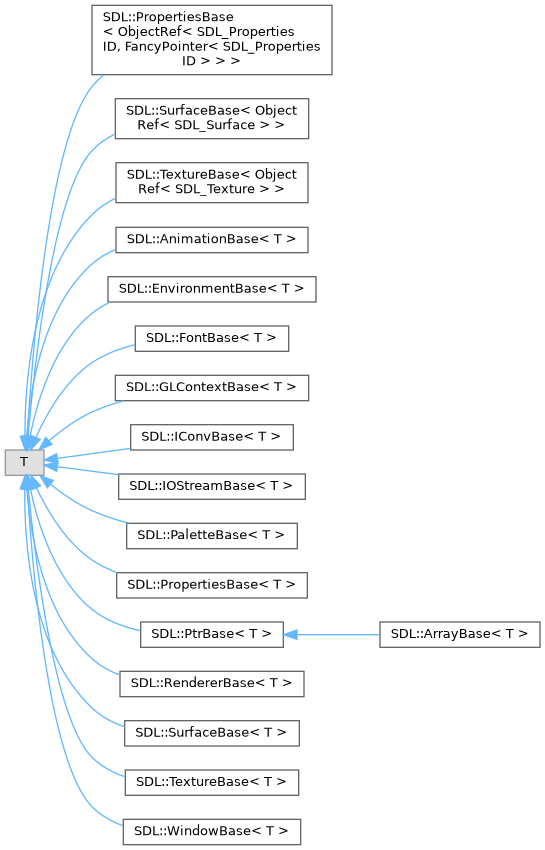 SDL::PropertiesBase
< ObjectRef< SDL_Properties
ID, FancyPointer< SDL_Properties
ID > > >
SDL::SurfaceBase< Object
Ref< SDL_Surface > >
SDL::TextureBase< Object
Ref< SDL_Texture > >
SDL::AnimationBase< T >
SDL::EnvironmentBase< T >
SDL::FontBase< T >
SDL::GLContextBase< T >
SDL::IConvBase< T >
T
SDL::IOStreamBase< T >
SDL::PaletteBase< T >
SDL::PropertiesBase< T >
SDL::PtrBase< T >
SDL::ArrayBase< T >
SDL::RendererBase< T >
SDL::SurfaceBase< T >
SDL::TextureBase< T >
SDL::WindowBase< T >